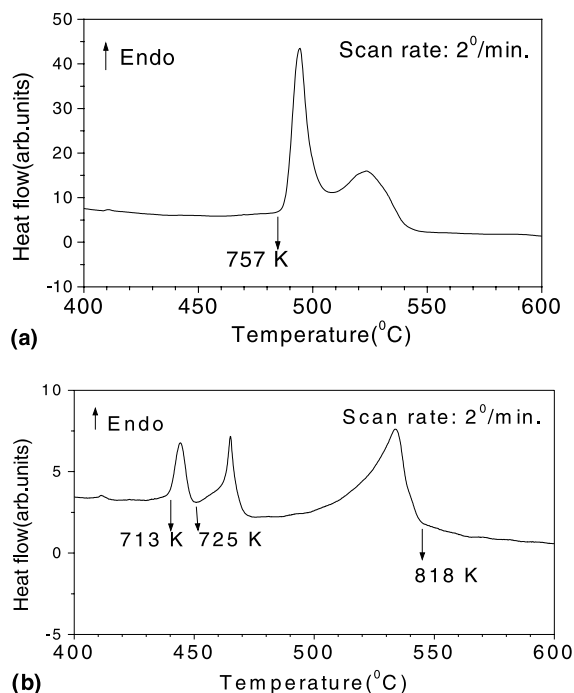 50
↑ Endo
Scan rate: 2⁰/min.
40
30
20
10
0
-10
Heat flow(arb.units)
757 K
400 450 500 550 600
Temperature(⁰C)
(a)
10
↑ Endo
Scan rate: 2⁰/min.
5
0
-5
Heat flow(arb.units)
713 K 725 K
818 K
400 450 500 550 600
Temperature(⁰C)
(b)